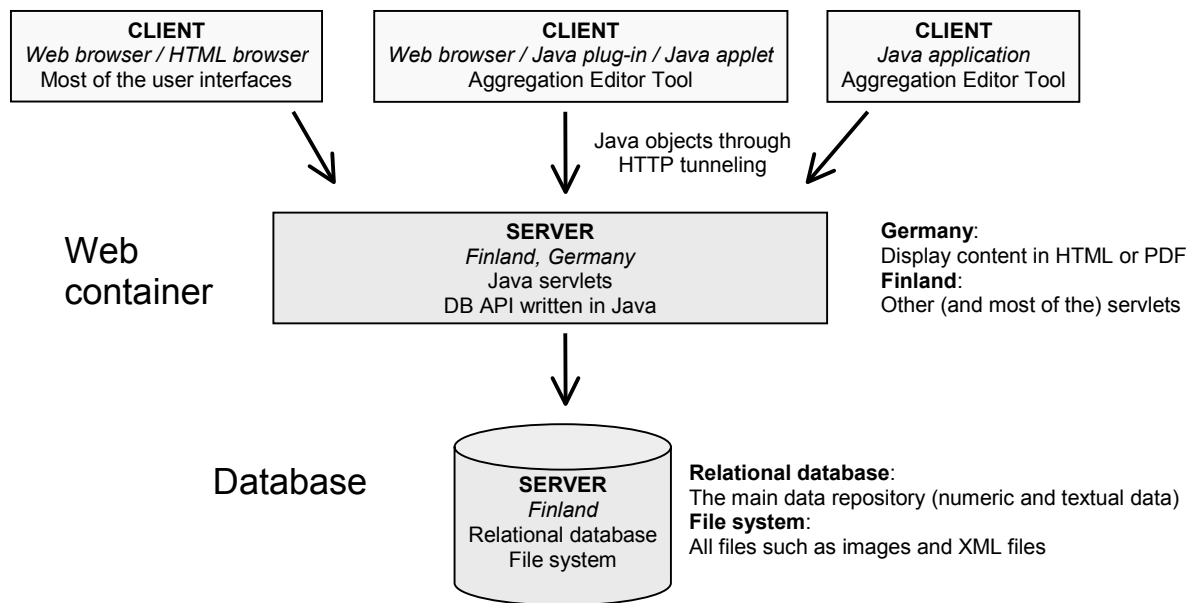 CLIENT
Web browser / HTML browser
Most of the user interfaces
CLIENT
Web browser / Java plug-in / Java applet
Aggregation Editor Tool
CLIENT
Java application
Aggregation Editor Tool
Java objects through
HTTP tunneling
Web
container
SERVER
Finland, Germany
Java servlets
DB API written in Java
Germany:
Display content in HTML or PDF
Finland:
Other (and most of the) servlets
Database
SERVER
Finland
Relational database
File system
Relational database:
The main data repository (numeric and textual data)
File system:
All files such as images and XML files